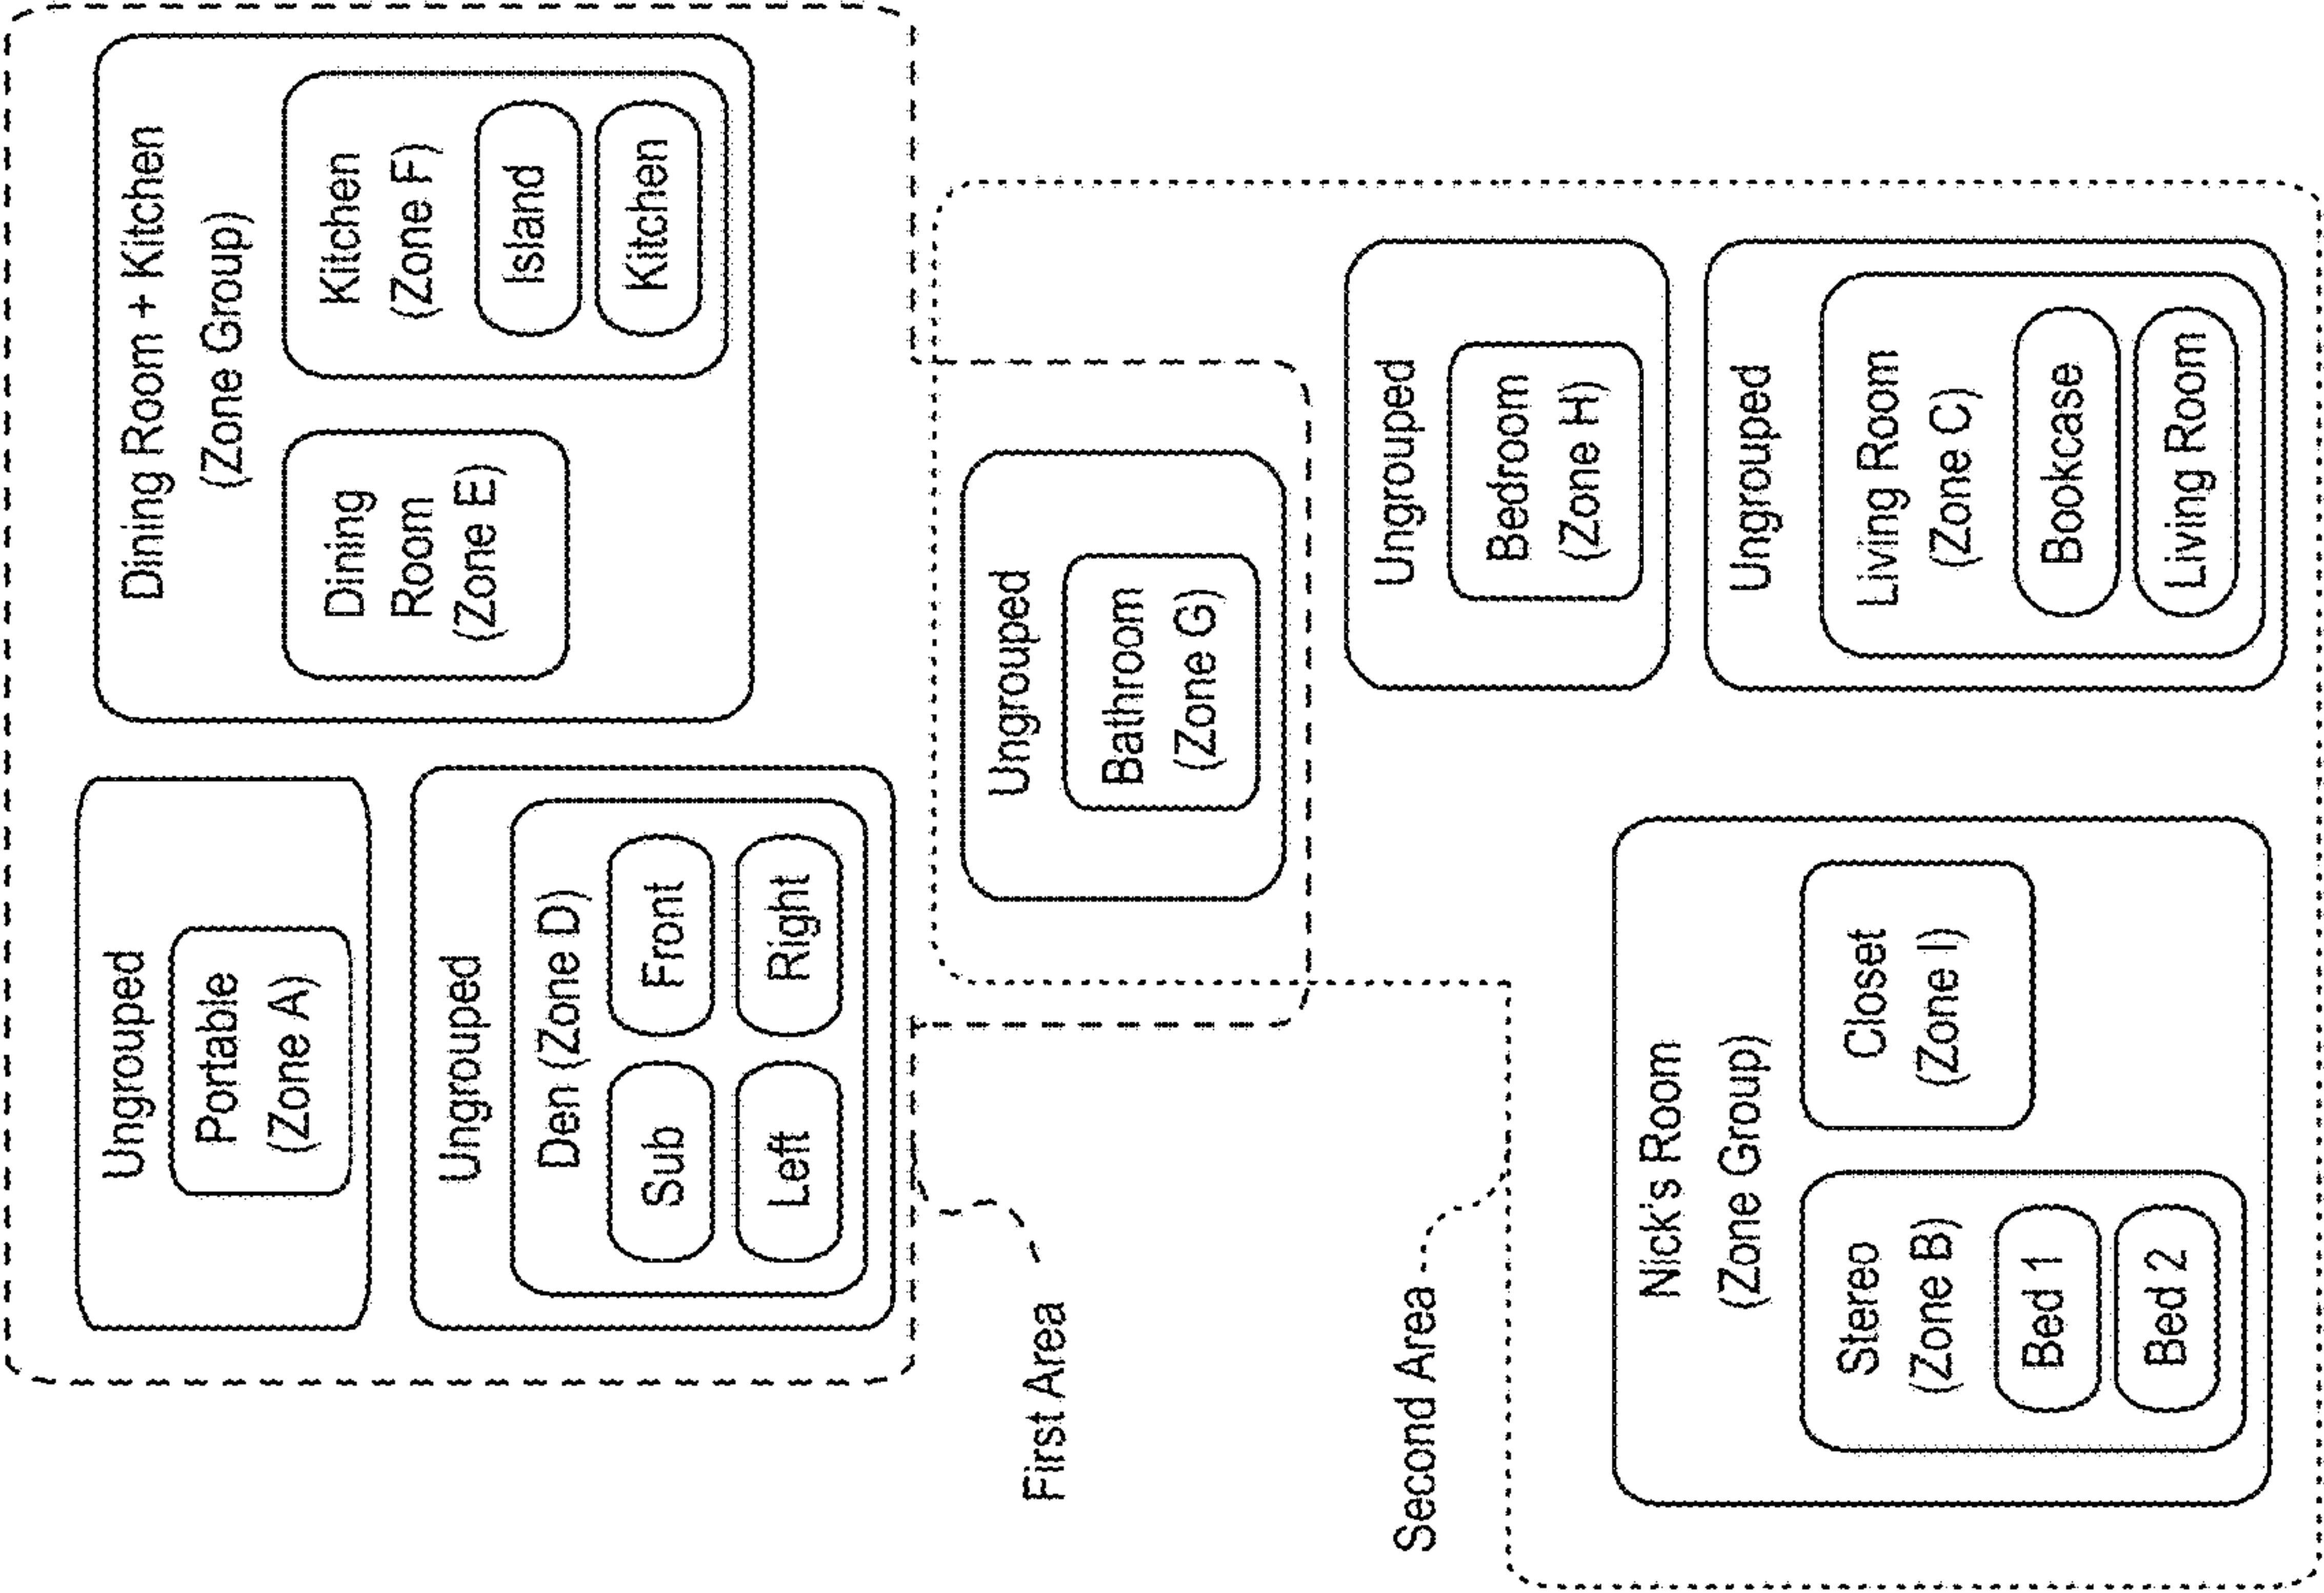 Ungrouped
Portable
(Zone A)
Ungrouped
Den (Zone D)
Sub
Front
Left
Right
Dining Room + Kitchen
(Zone Group)
Dining
Room
(Zone E)
Kitchen
(Zone F)
Island
Kitchen
First Area
Ungrouped
Bathroom
(Zone G)
Second Area
Ungrouped
Bedroom
(Zone H)
Nick's Room
(Zone Group)
Stereo
(Zone B)
Bed 1
Bed 2
Closet
(Zone I)
Ungrouped
Living Room
(Zone C)
Bookcase
Living Room